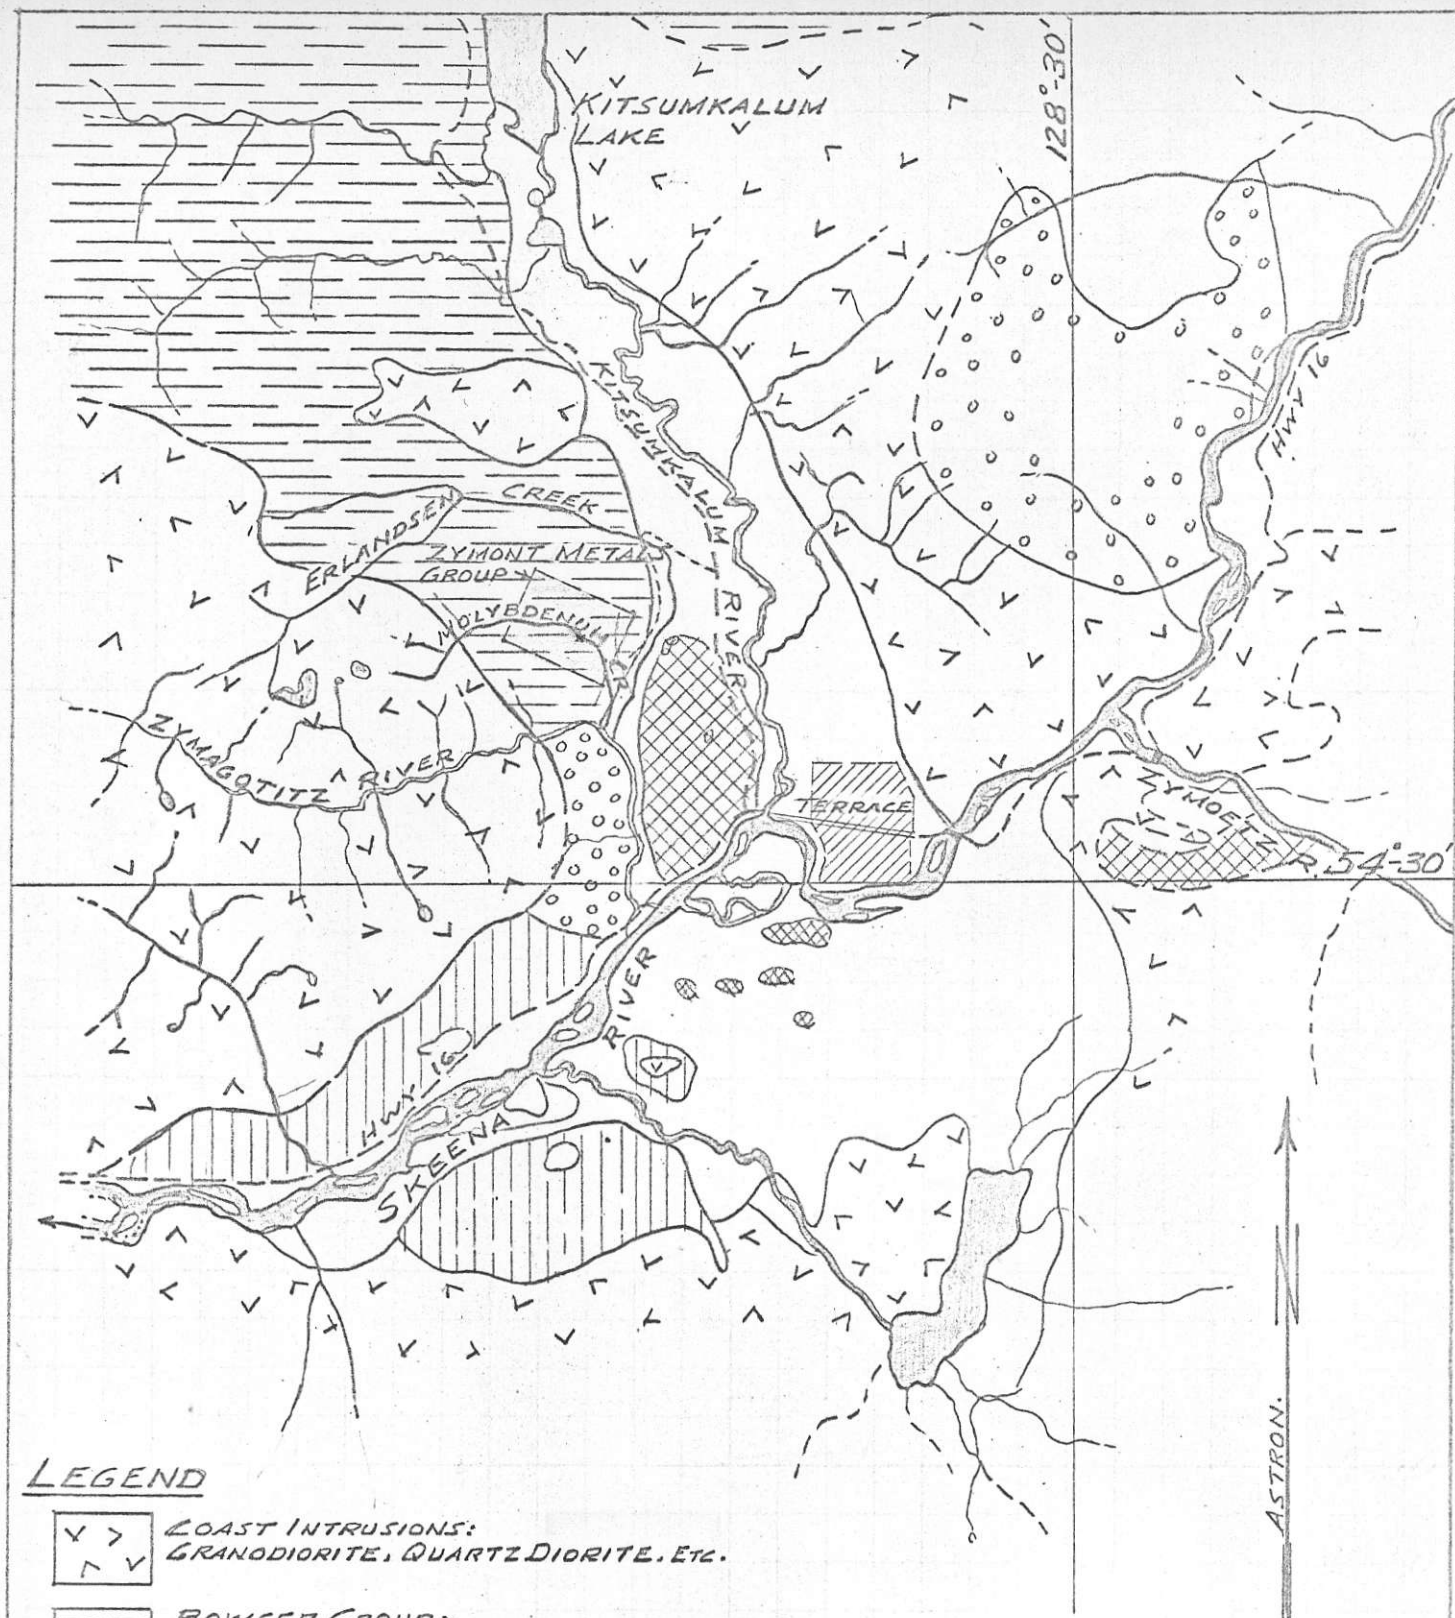 KITSUMKALUM
LAKE
128°-30'
HWY 16
KITSUMKALUM RIVER
ERLANDSEN CREEK
ZYMONT METALS
GROUP
MOLYBDENUM CR
ZYMAGOTITZ RIVER
TERRACE
ZYMOETZ R.
54°-30'
HWY. 16
SKEENA RIVER
ASTRON.
N
LEGEND
COAST INTRUSIONS:
GRANODIORITE, QUARTZ DIORITE. ETC.
BOWSER GROUP: